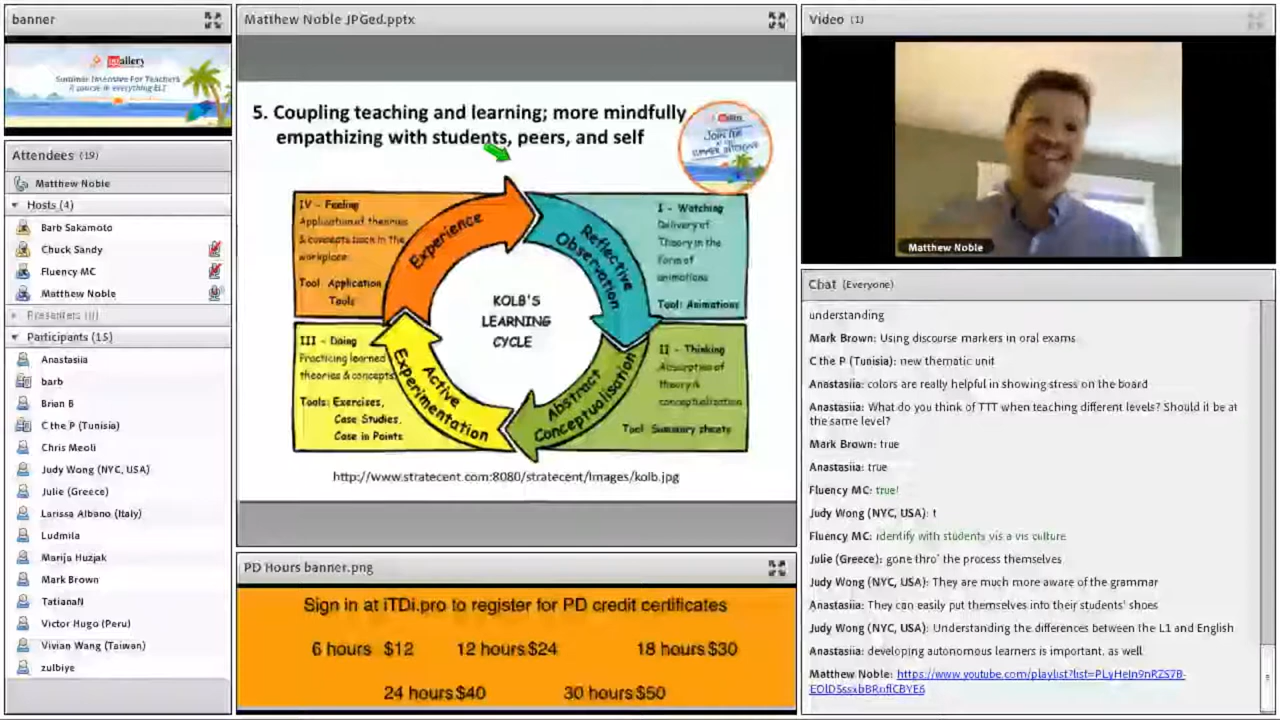 banner
Summer Intensive For Teachers
Attendees (19)
Matthew Noble
Hosts (4)
Barb Sakamoto
Chuck Sandy
Fluency MC
Matthew Noble
Presenters (0)
Participants (15)
Anastasiia
barb
Brian B
C the P (Tunisia)
Chris Meoli
Judy Wong (NYC, USA)
Julie (Greece)
Larissa Albano (Italy)
Ludmila
Marija Huzjak
Mark Brown
TatianaN
Victor Hugo (Peru)
Vivian Wang (Taiwan)
zulbiye
Matthew Noble JPGed.pptx
5. Coupling teaching and learning; more mindfully
empathizing with students, peers, and self
JOIN FOR
SUMMER INTENSIVE
IV - Feeling
Application of theories
& concepts back in the
workplace.
Tool: Application
Tools
Experience
Reflective
Observation
I - Watching
Delivery of
Theory in the
form of
animations
Tool: Animations
KOLB'S
LEARNING
CYCLE
III - Doing
Practicing learned
theories & concepts
Tools: Exercises,
Case Studies,
Case in Points
Active
Experimentation
Abstract
Conceptualisation
II - Thinking
Absorption of
theory &
conceptualization
Tool: Summary sheets
http://www.stratecent.com:8080/stratecent/images/kolb.jpg
PD Hours banner.png
Sign in at iTDi.pro to register for PD credit certificates
6 hours $12 12 hours $24 18 hours $30
24 hours $40 30 hours $50
Video (1)
Matthew Noble
Chat (Everyone)
understanding
Mark Brown: Using discourse markers in oral exams
C the P (Tunisia): new thematic unit
Anastasiia: colors are really helpful in showing stress on the board
Anastasiia: What do you think of TTT when teaching different levels? Should it be at
the same level?
Mark Brown: true
Anastasiia: true
Fluency MC: true!
Judy Wong (NYC, USA): t
Fluency MC: identify with students vis a vis culture
Julie (Greece): gone thro' the process themselves
Judy Wong (NYC, USA): They are much more aware of the grammar
Anastasiia: They can easily put themselves into their students' shoes
Judy Wong (NYC, USA): Understanding the differences between the L1 and English
Anastasiia: developing autonomous learners is important, as well
Matthew Noble: https://www.youtube.com/playlist?list=PLyHeIn9nRZS7B-